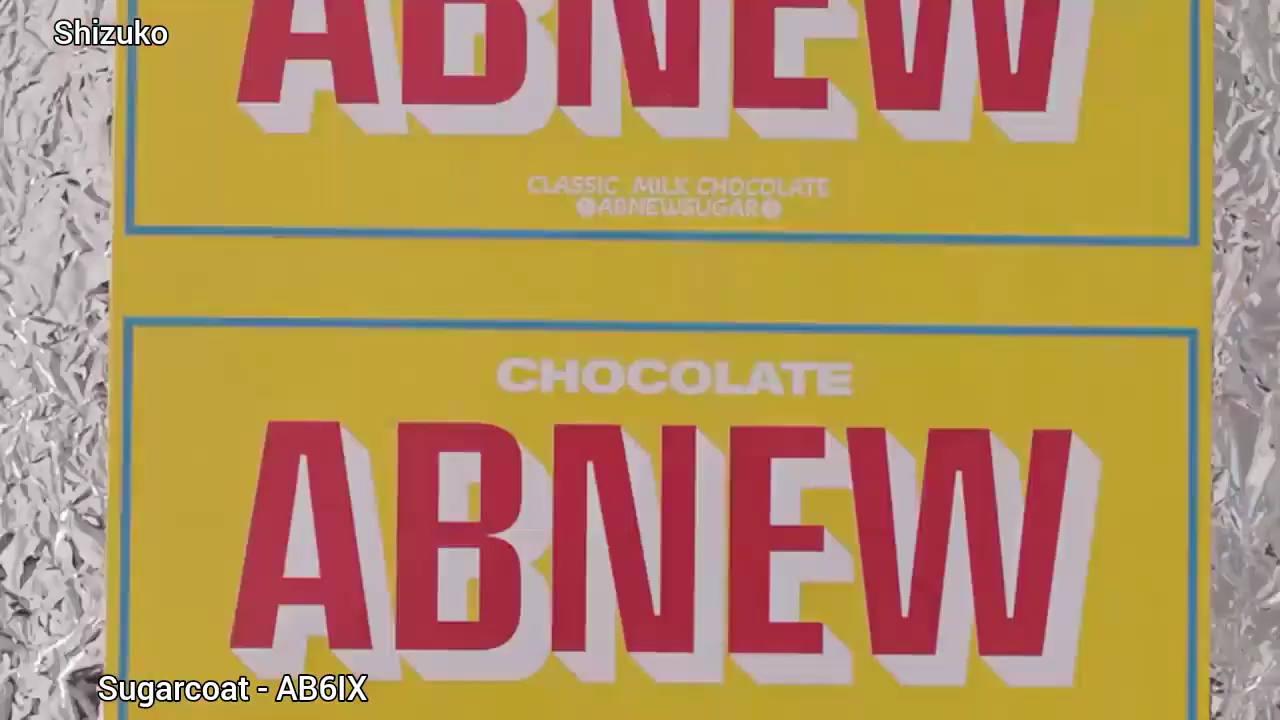 Shizuko
ABNEW
CLASSIC MILK CHOCOLATE
@ABNEWSUGAR@
CHOCOLATE
ABNEW
Sugarcoat - AB6IX